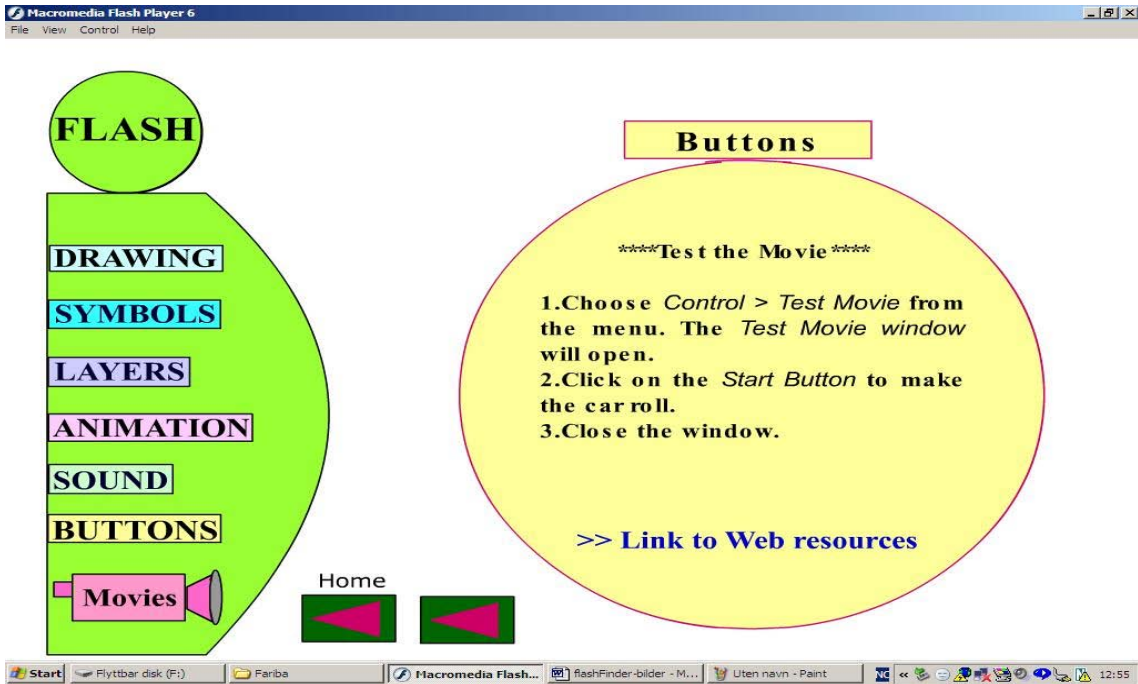 Macromedia Flash Player 6
File View Control Help
FLASH
DRAWING
SYMBOLS
LAYERS
ANIMATION
SOUND
BUTTONS
Movies
Home
Buttons
****Test the Movie****
1.Choose Control > Test Movie from
the menu. The Test Movie window
will open.
2.Click on the Start Button to make
the car roll.
3.Close the window.
>> Link to Web resources
Start Flyttbar disk (F:) Fariba Macromedia Flash... flashFinder-bilder - M... Uten navn - Paint « 12:55